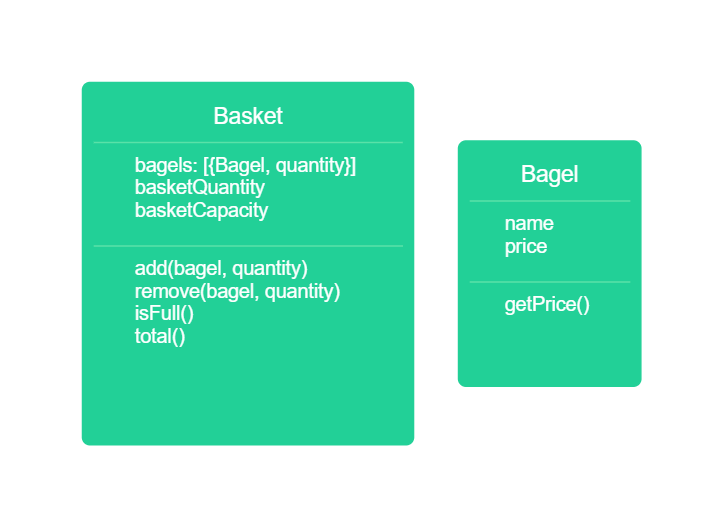 Basket
bagels: [{Bagel, quantity}]
basketQuantity
basketCapacity
add(bagel, quantity)
remove(bagel, quantity)
isFull()
total()
Bagel
name
price
getPrice()